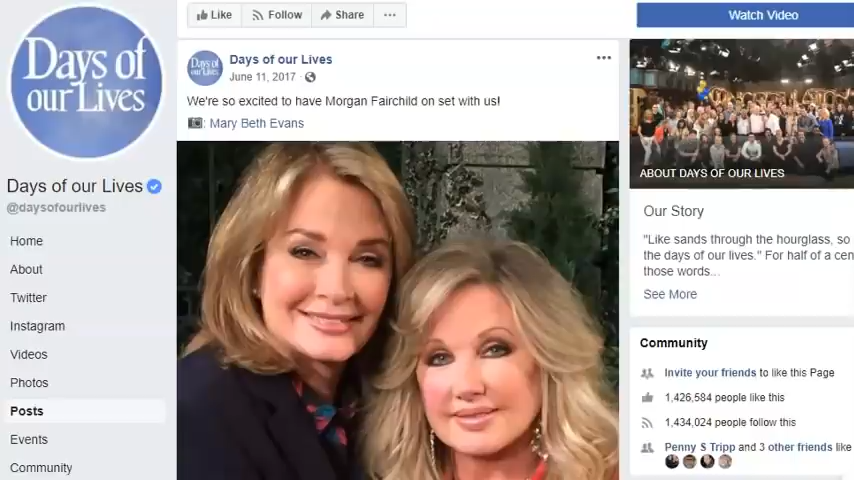 Days of
our Lives
Days of our Lives
@daysofourlives
Home
About
Twitter
Instagram
Videos
Photos
Posts
Events
Community
Like
Follow
Share
Days of
our Lives
Days of our Lives
June 11, 2017
We're so excited to have Morgan Fairchild on set with us!
: Mary Beth Evans
Watch Video
ABOUT DAYS OF OUR LIVES
Our Story
"Like sands through the hourglass, so
the days of our lives." For half of a cen
those words...
See More
Community
Invite your friends to like this Page
1,426,584 people like this
1,434,024 people follow this
Penny S Tripp and 3 other friends like